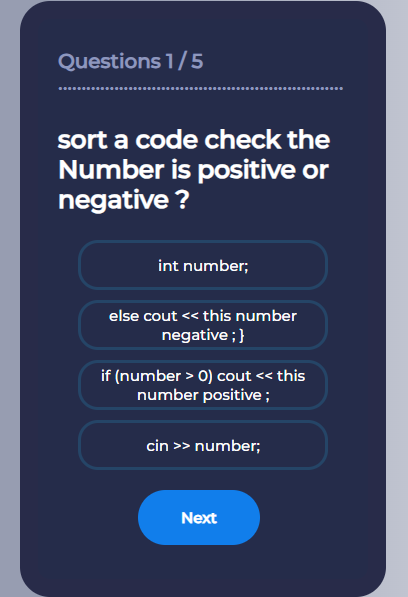 Questions 1 / 5
sort a code check the
Number is positive or
negative ?
int number;
else cout << this number
negative ; }
if (number > 0) cout << this
number positive ;
cin >> number;
Next